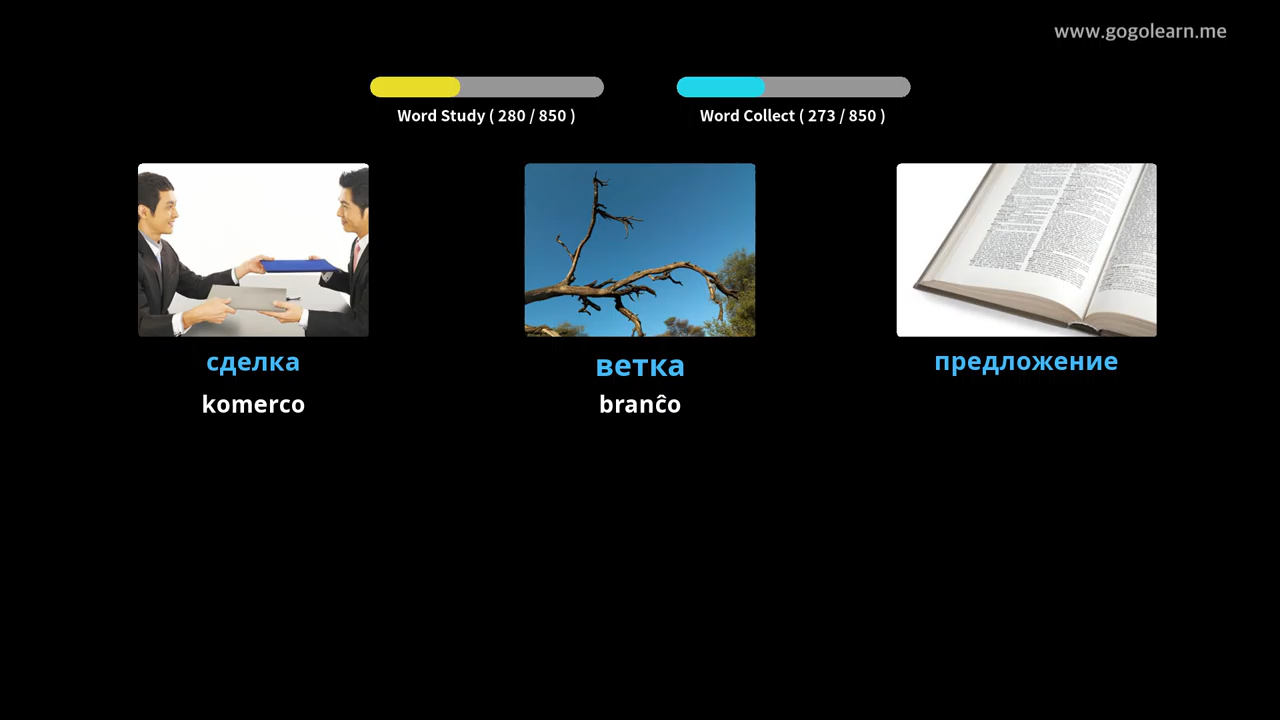 www.gogolearn.me
Word Study ( 280 / 850 )
Word Collect ( 273 / 850 )
сделка
ветка
предложение
komerco
branĉo